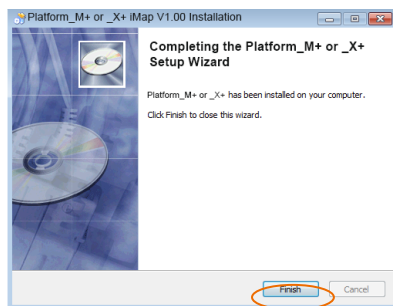 Platform_M+ or _X+ iMap V1.00 Installation
Completing the Platform_M+ or _X+
Setup Wizard
Platform_M+ or _X+ has been installed on your computer.
Click Finish to close this wizard.
Finish
Cancel